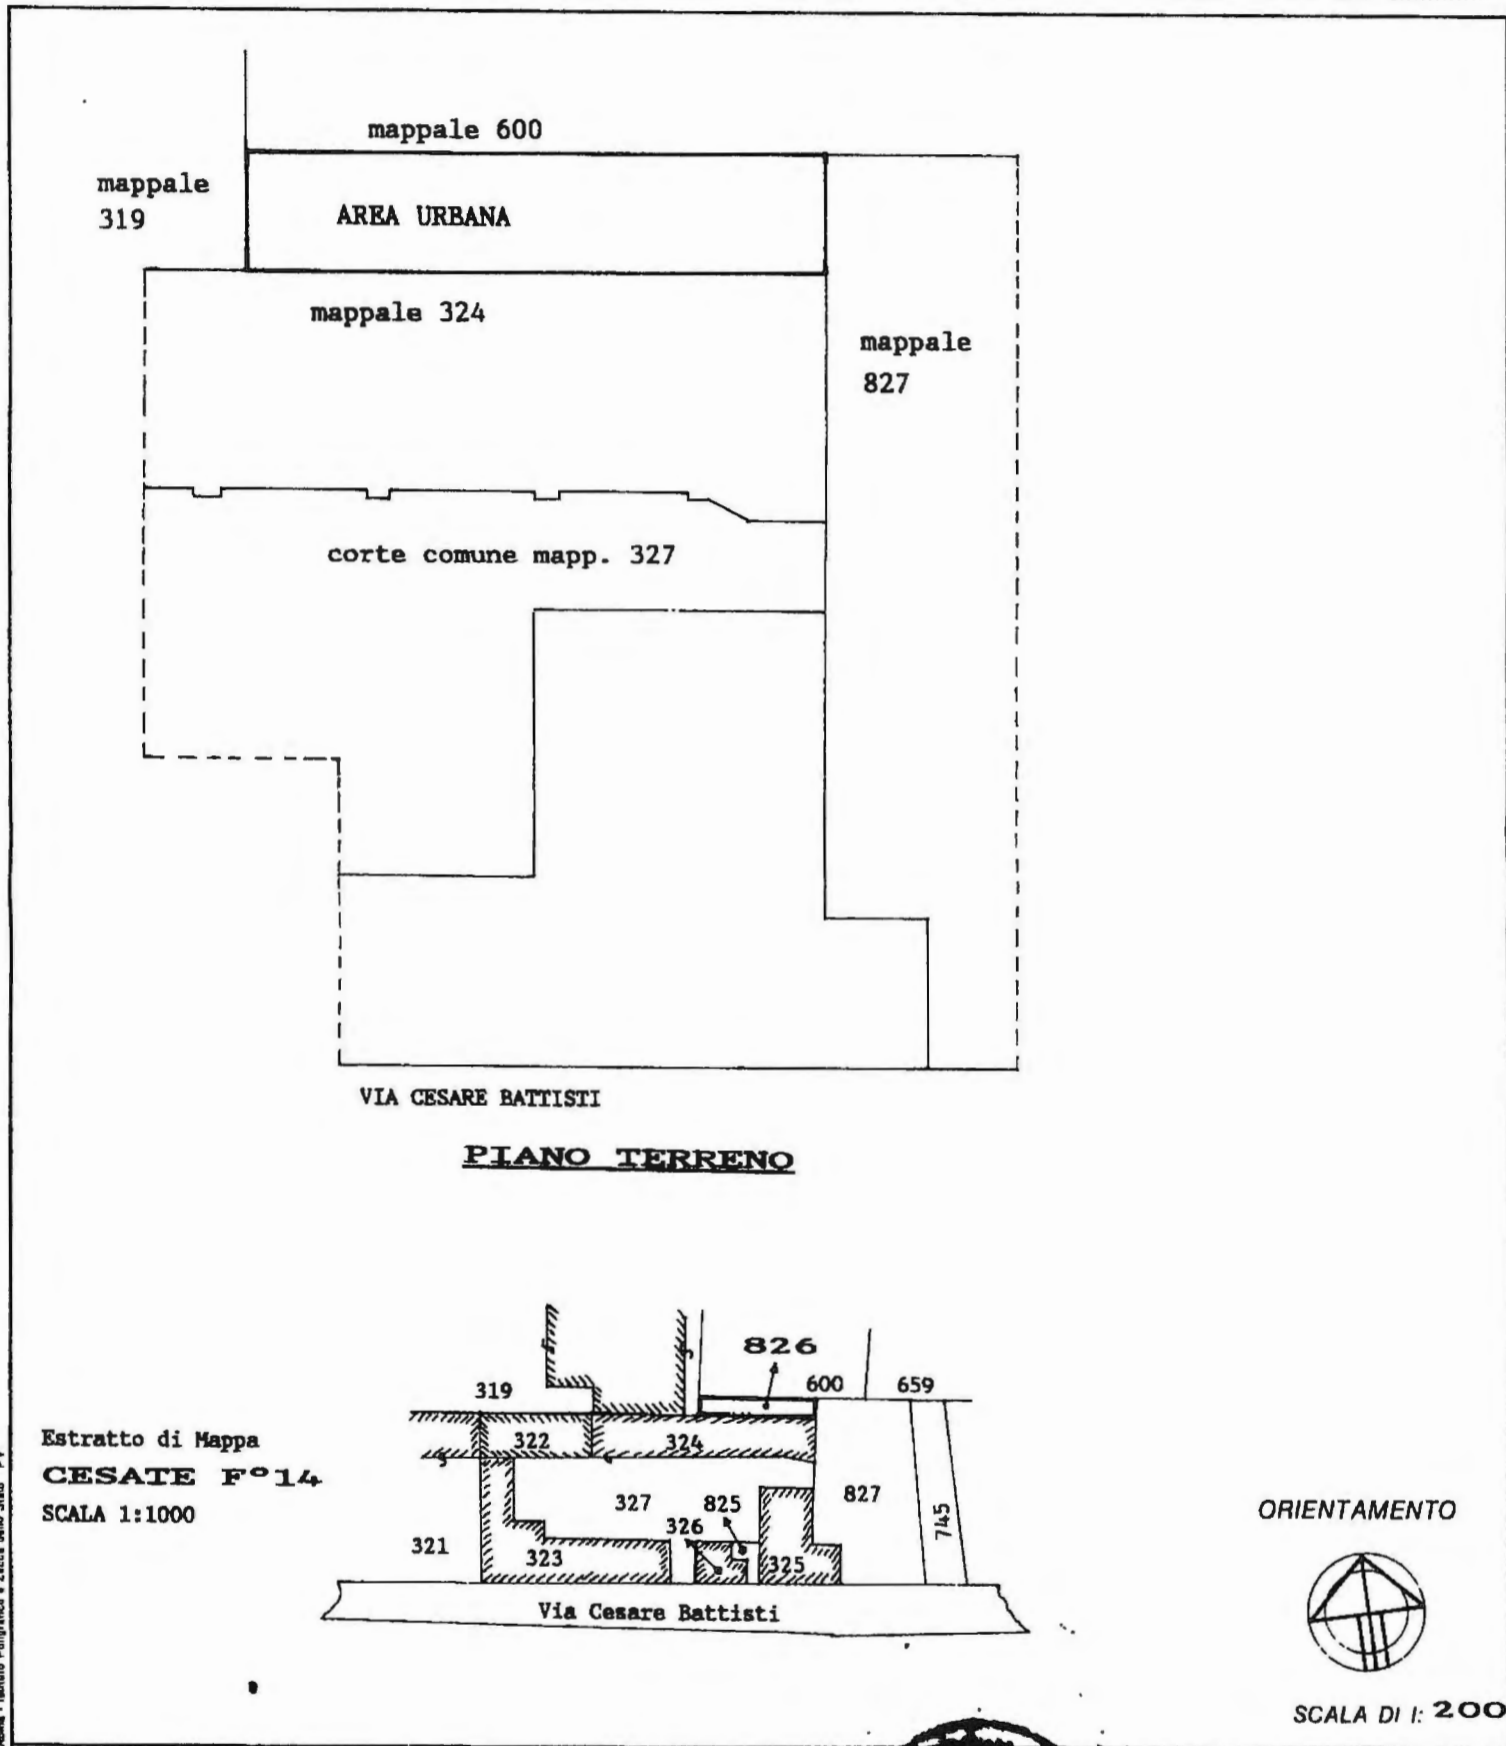 mappale 600
mappale
319
AREA URBANA
mappale 324
mappale
827
corte comune mapp. 327
VIA CESARE BATTISTI
PIANO TERRENO
826
319
600
659
322
324
Estratto di Mappa
CESATE F° 14
SCALA 1:1000
327
825
827
326
745
321
323
325
Via Cesare Battisti
ORIENTAMENTO
SCALA DI I: 200